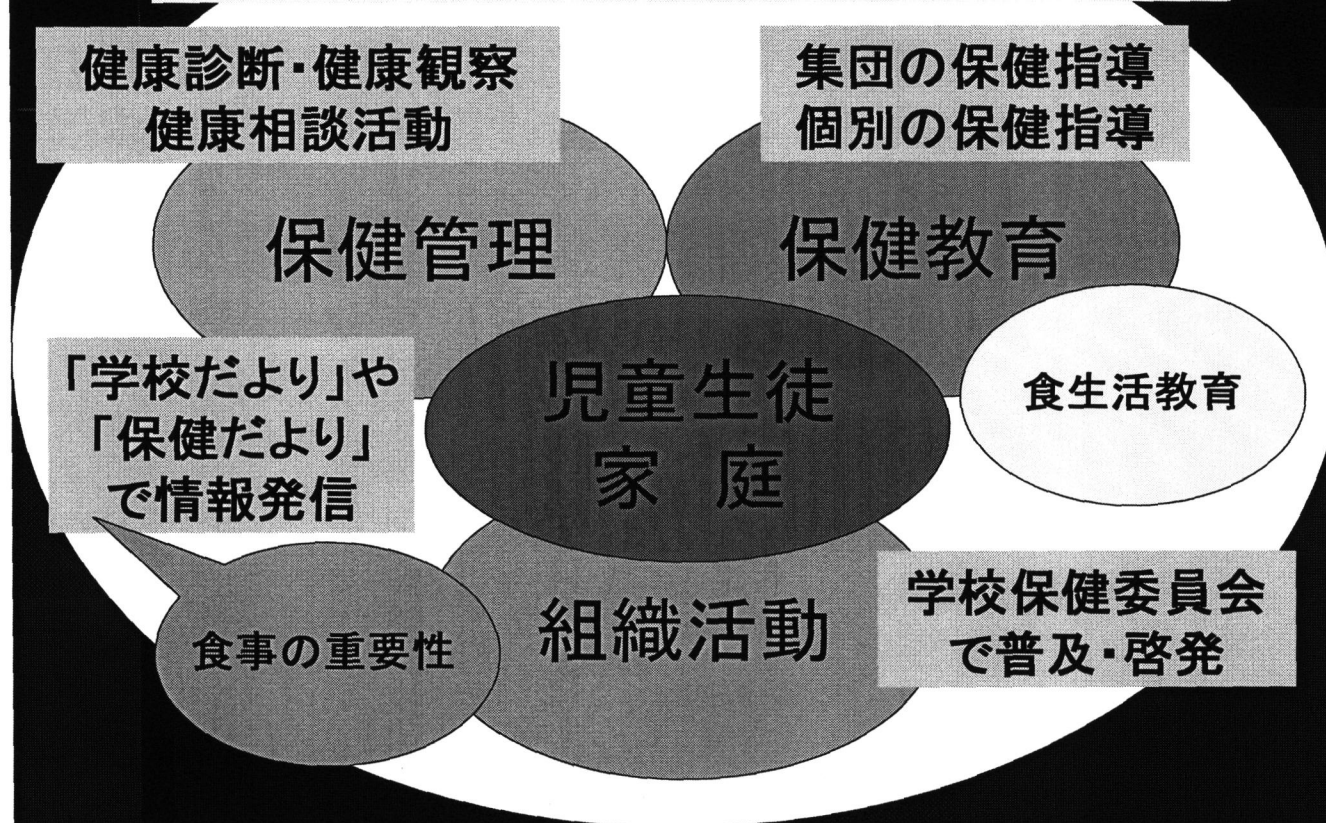 健康診断・健康観察
健康相談活動
集団の保健指導
個別の保健指導
保健管理
保健教育
「学校だより」や
「保健だより」
で情報発信
児童生徒
家　庭
食生活教育
食事の重要性
組織活動
学校保健委員会
で普及・啓発